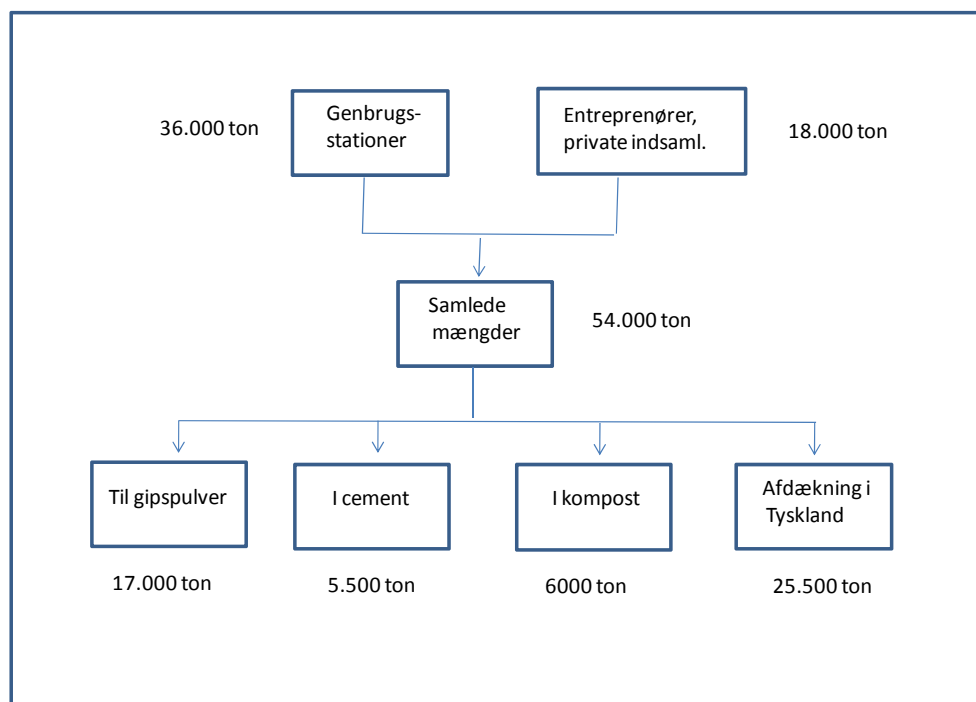 36.000 ton
Genbrugs-
stationer
Entreprenører,
private indsaml.
18.000 ton
Samlede
mængder
54.000 ton
Til gipspulver
I cement
I kompost
Afdækning i
Tyskland
17.000 ton
5.500 ton
6000 ton
25.500 ton